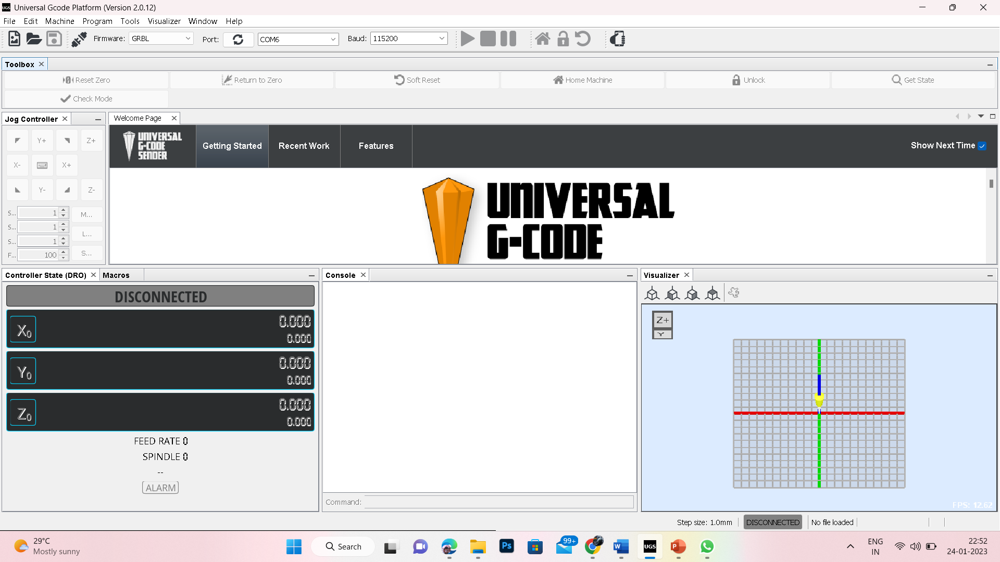 UGS Universal Gcode Platform (Version 2.0.12)
File Edit Machine Program Tools Visualizer Window Help
Firmware: GRBL Port: COM6 Baud: 115200
Toolbox
Reset Zero Return to Zero Soft Reset Home Machine Unlock Get State
Check Mode
Jog Controller
Y+ Z+
X- X+
Y- Z-
S... 1 M...
S... 1
S... 1 L...
F... 100 S...
Welcome Page
UNIVERSAL
G-CODE
SENDER
Getting Started Recent Work Features Show Next Time
UNIVERSAL
G-CODE
Controller State (DRO) Macros
DISCONNECTED
X0 0.000
0.000
Y0 0.000
0.000
Z0 0.000
0.000
FEED RATE 0
SPINDLE 0
--
ALARM
Console
Command:
Visualizer
Z+
Y-
FPS: 12.62
Step size: 1.0mm DISCONNECTED No file loaded
29°C
Mostly sunny
Search
Ps
99+
W
UGS
P
ENG
IN
22:52
24-01-2023